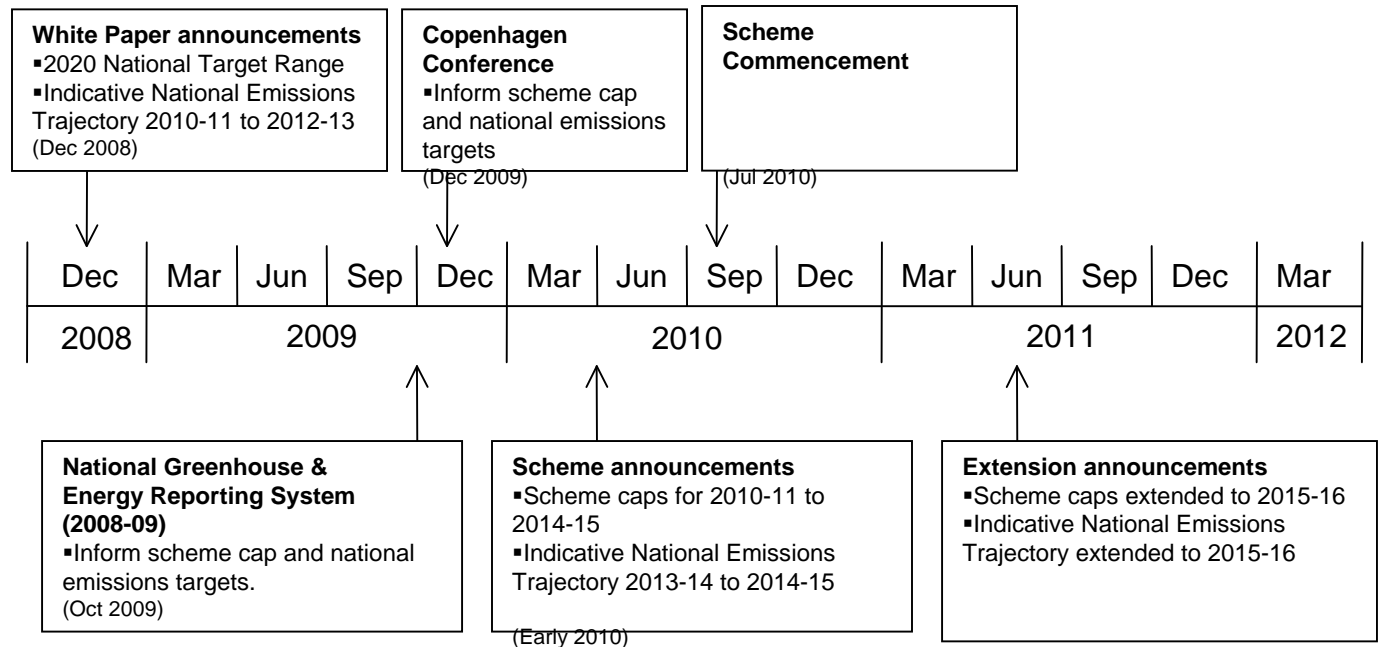 White Paper announcements
▪2020 National Target Range
▪Indicative National Emissions
Trajectory 2010-11 to 2012-13
(Dec 2008)
Copenhagen
Conference
▪Inform scheme cap
and national emissions
targets
(Dec 2009)
Scheme
Commencement
(Jul 2010)
Dec Mar Jun Sep Dec Mar Jun Sep Dec Mar Jun Sep Dec Mar
2008 2009 2010 2011 2012
National Greenhouse &
Energy Reporting System
(2008-09)
▪Inform scheme cap and national
emissions targets.
(Oct 2009)
Scheme announcements
▪Scheme caps for 2010-11 to
2014-15
▪Indicative National Emissions
Trajectory 2013-14 to 2014-15
(Early 2010)
Extension announcements
▪Scheme caps extended to 2015-16
▪Indicative National Emissions
Trajectory extended to 2015-16